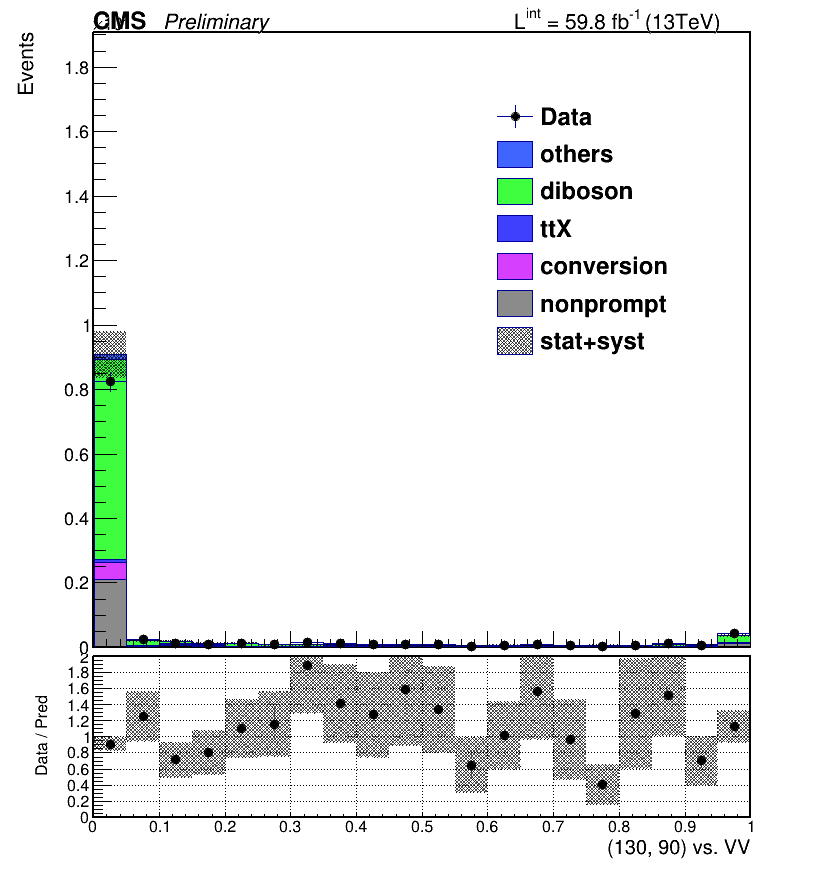 CMS Preliminary L^int = 59.8 fb^-1 (13TeV)
Events
1.8
1.6
1.4
1.2
1
0.8
0.6
0.4
0.2
0
Data
others
diboson
ttX
conversion
nonprompt
stat+syst
Data / Pred
2
1.8
1.6
1.4
1.2
1
0.8
0.6
0.4
0.2
0
0 0.1 0.2 0.3 0.4 0.5 0.6 0.7 0.8 0.9 1
(130, 90) vs. VV